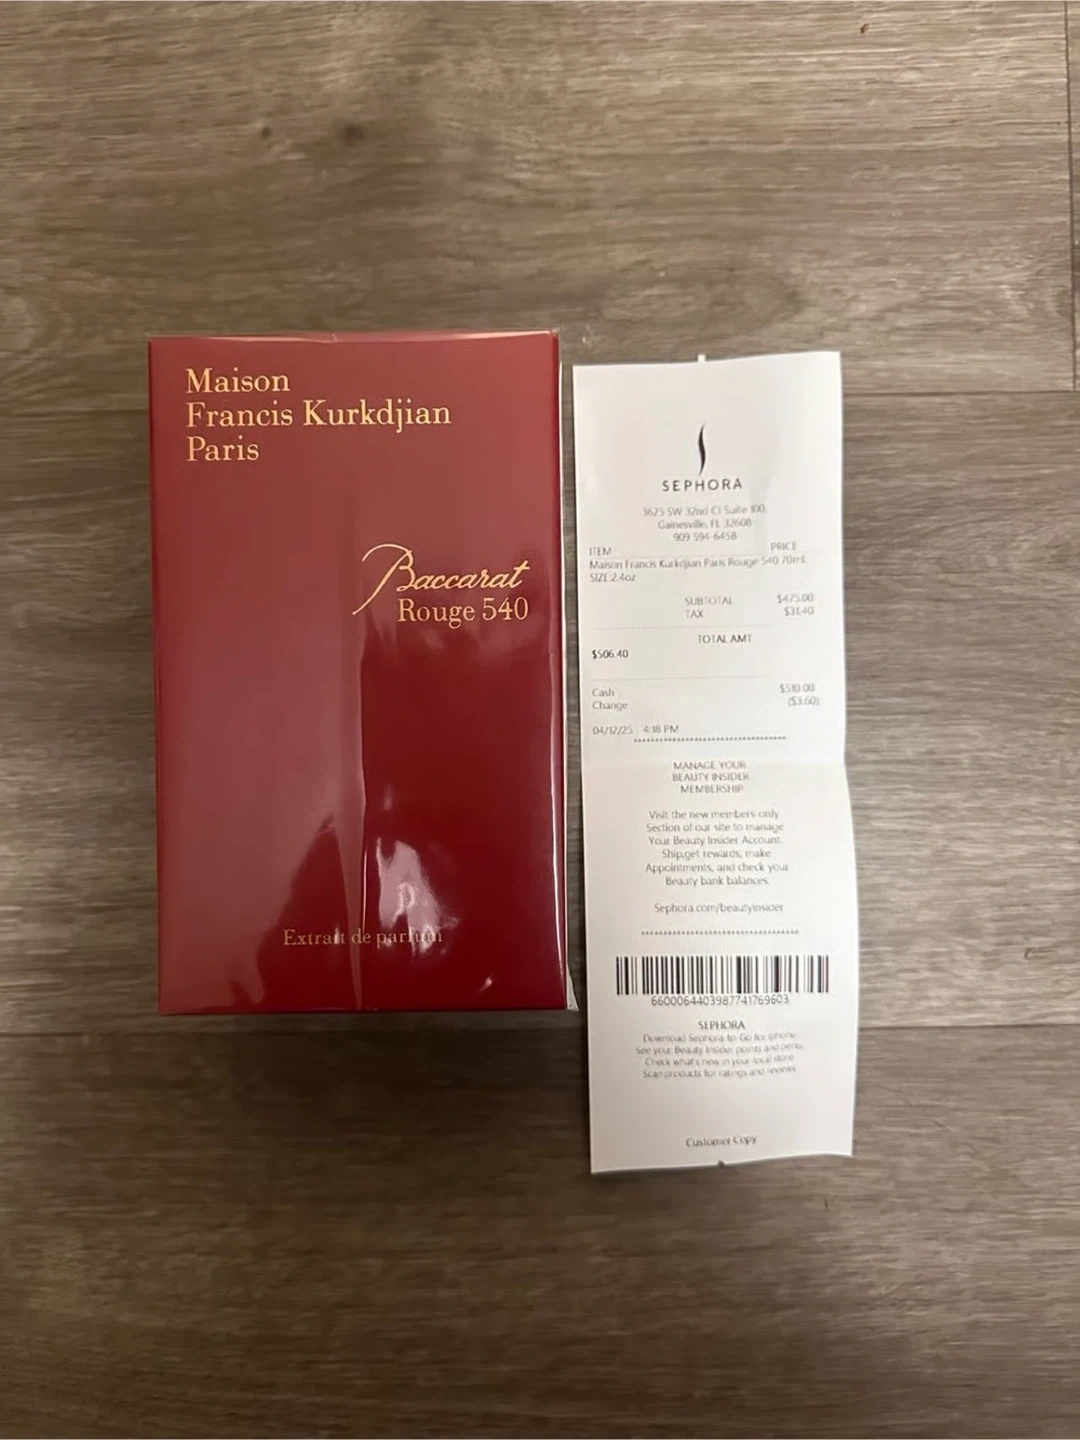 Maison
Francis Kurkdjian
Paris
Baccarat
Rouge 540
Extrait de parfum
SEPHORA
3625 SW 32nd Ct Suite 100,
Gainesville, FL 32608
909 594-6458
ITEM PRICE
Maison Francis Kurkdjian Paris Rouge 540 70mL
SIZE:2.4oz
SUBTOTAL $475.00
TAX $31.40
TOTAL AMT
$506.40
Cash $510.00
Change ($3.60)
04/12/25 4:18 PM
MANAGE YOUR
BEAUTY INSIDER
MEMBERSHIP
Visit the new members only
Section of our site to manage
Your Beauty Insider Account.
Ship,get rewards, make
Appointments, and check your
Beauty bank balances.
Sephora.com/beautyinsider
6600064403987741769603
SEPHORA
Download Sephora-to-Go for iphone
See your Beauty Insider points and perks.
Check what's new in your local store.
Scan products for ratings and reviews
Customer Copy